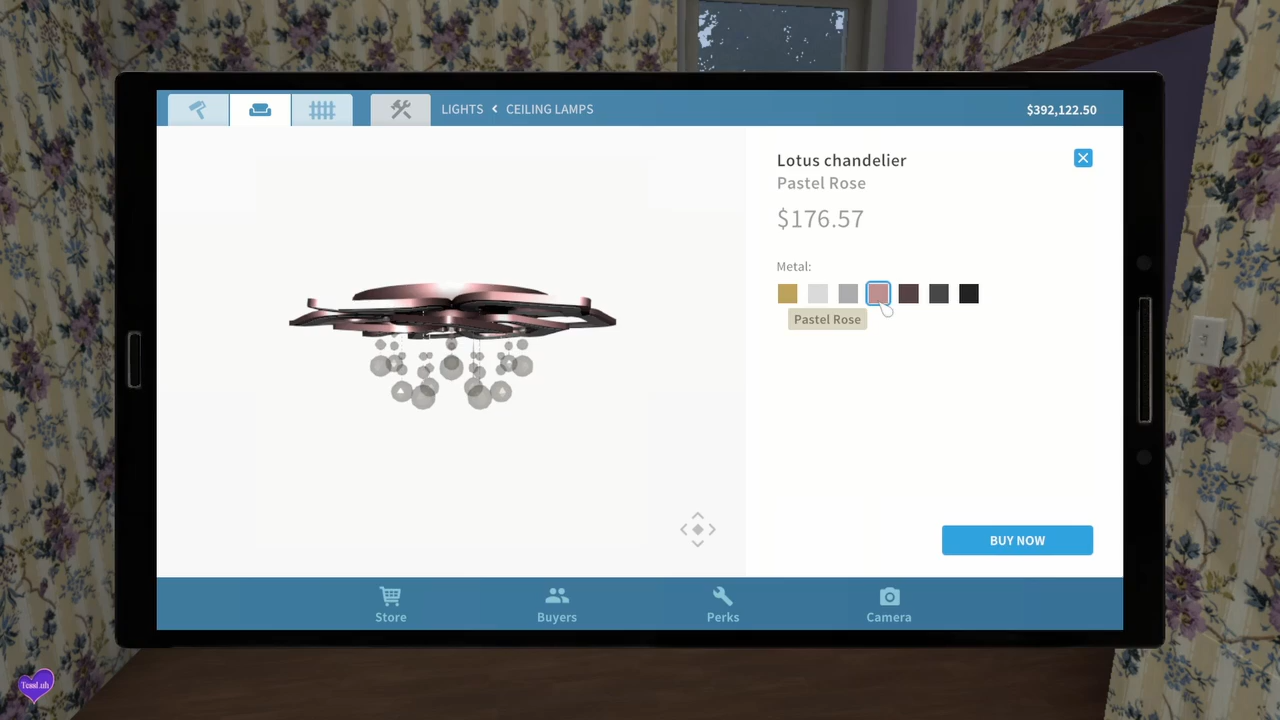 LIGHTS < CEILING LAMPS
$392,122.50
Lotus chandelier
Pastel Rose
$176.57
Metal:
Pastel Rose
BUY NOW
Store
Buyers
Perks
Camera
TessLuh